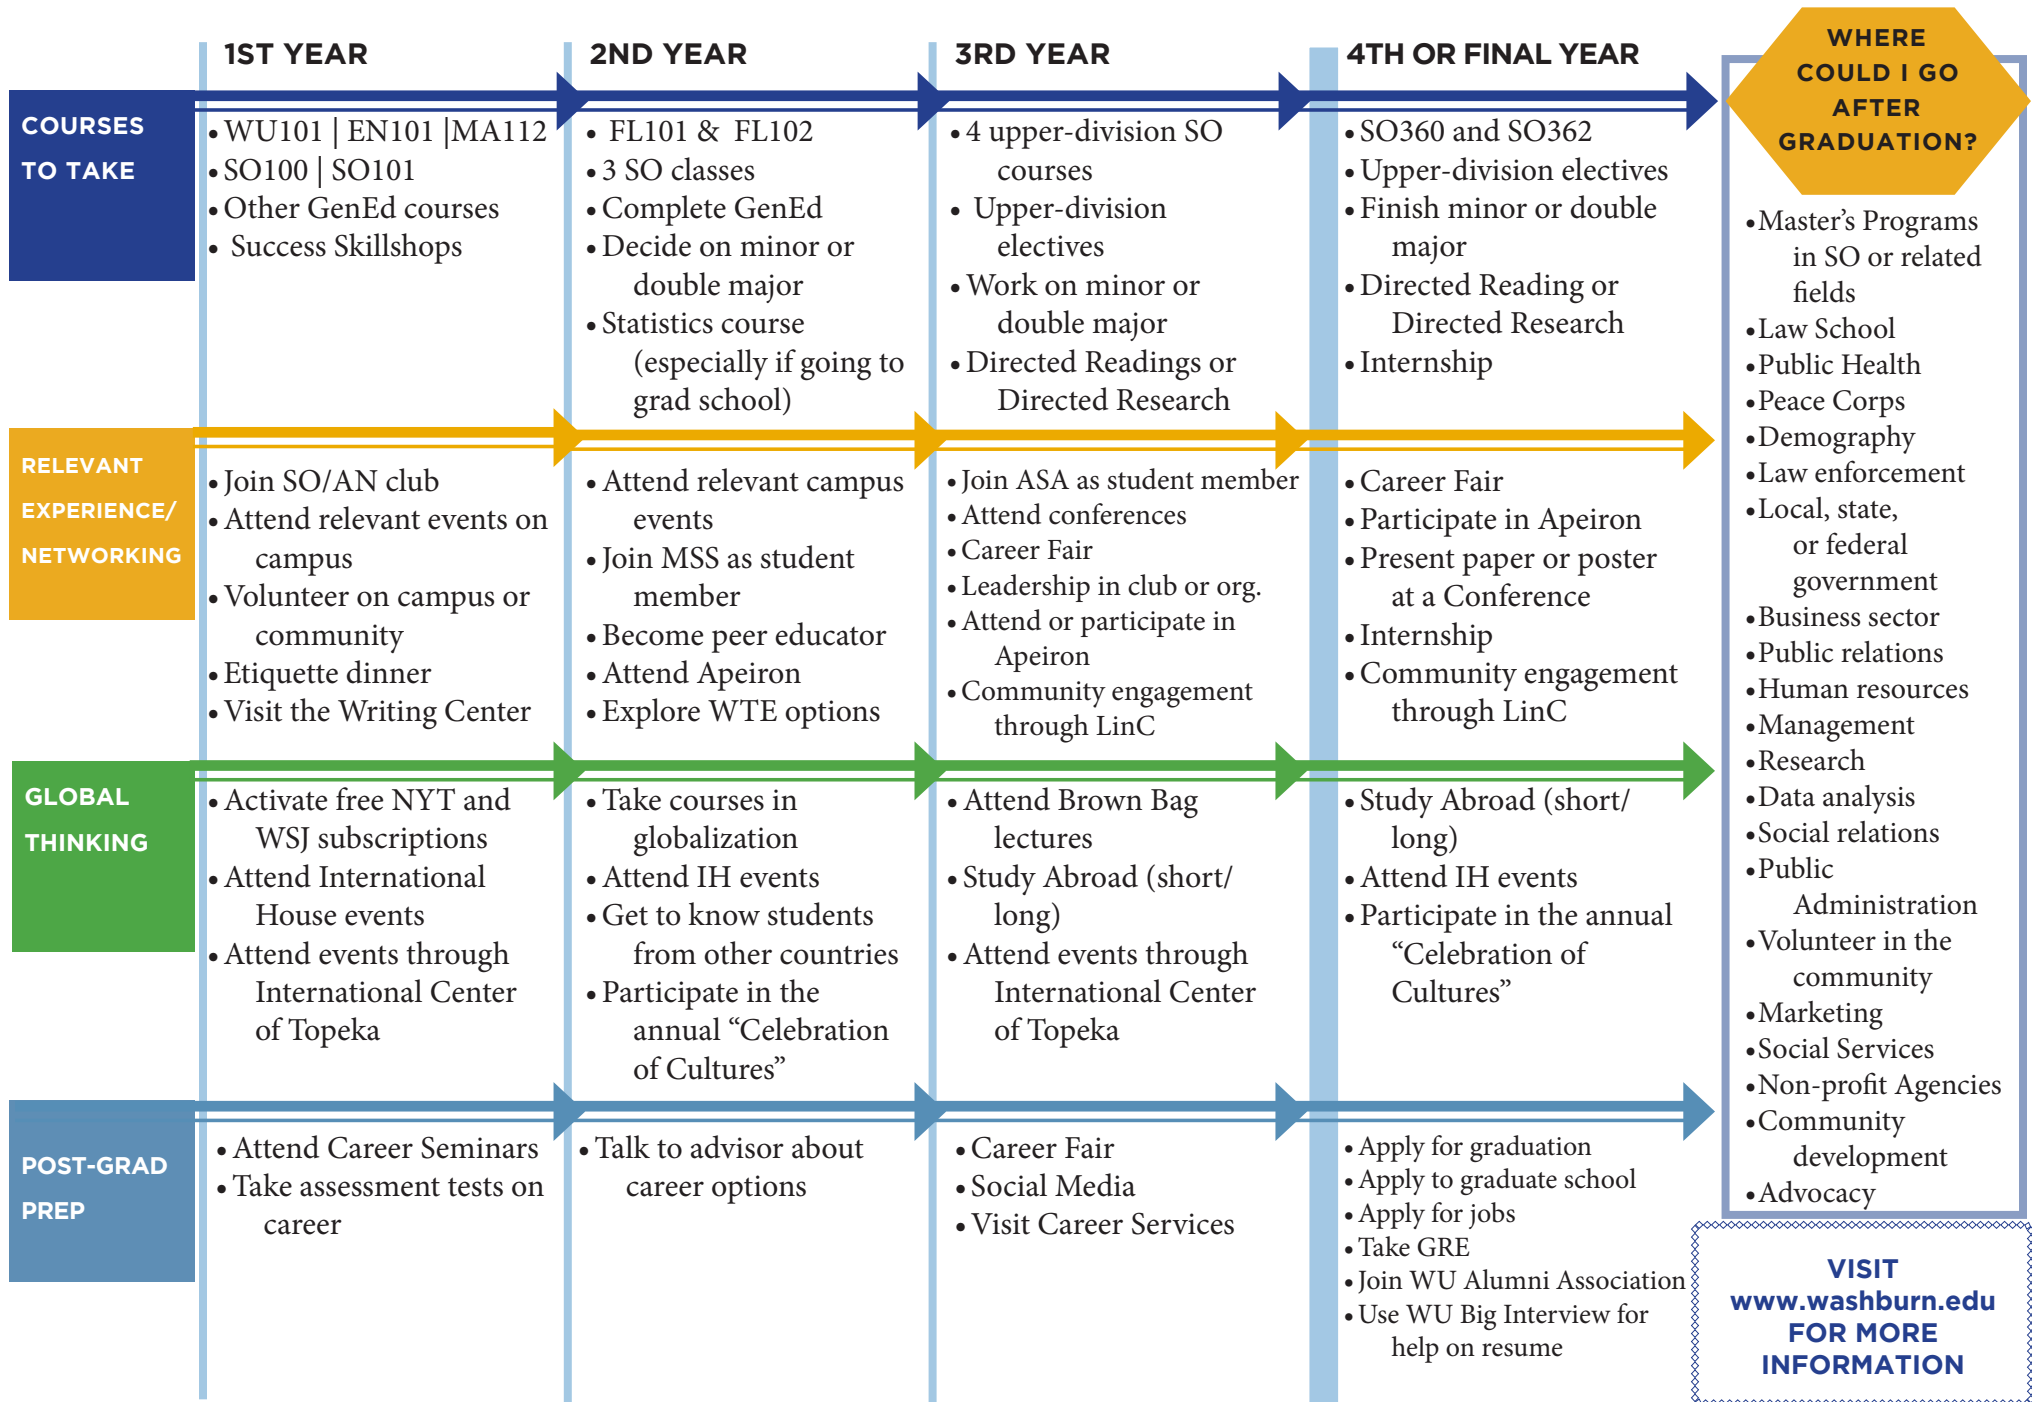 1ST YEAR
2ND YEAR
3RD YEAR
4TH OR FINAL YEAR
COURSES
TO TAKE
•WU101 | EN101 |MA112
•SO100 | SO101
•Other GenEd courses
• Success Skillshops
• FL101 & FL102
•3 SO classes
•Complete GenEd
•Decide on minor or
double major
•Statistics course
(especially if going to
grad school)
•4 upper-division SO
courses
• Upper-division
electives
•Work on minor or
double major
•Directed Readings or
Directed Research
•SO360 and SO362
•Upper-division electives
•Finish minor or double
major
•Directed Reading or
Directed Research
•Internship
RELEVANT
EXPERIENCE/
NETWORKING
•Join SO/AN club
•Attend relevant events on
campus
•Volunteer on campus or
community
•Etiquette dinner
•Visit the Writing Center
•Attend relevant campus
events
•Join MSS as student
member
•Become peer educator
•Attend Apeiron
•Explore WTE options
•Join ASA as student member
•Attend conferences
•Career Fair
•Leadership in club or org.
•Attend or participate in
Apeiron
•Community engagement
through LinC
•Career Fair
•Participate in Apeiron
•Present paper or poster
at a Conference
•Internship
•Community engagement
through LinC
GLOBAL
THINKING
•Activate free NYT and
WSJ subscriptions
•Attend International
House events
•Attend events through
International Center
of Topeka
•Take courses in
globalization
•Attend IH events
•Get to know students
from other countries
•Participate in the
annual “Celebration
of Cultures”
•Attend Brown Bag
lectures
•Study Abroad (short/
long)
•Attend events through
International Center
of Topeka
•Study Abroad (short/
long)
•Attend IH events
•Participate in the annual
“Celebration of
Cultures”
POST-GRAD
PREP
•Attend Career Seminars
•Take assessment tests on
career
•Talk to advisor about
career options
•Career Fair
•Social Media
•Visit Career Services
•Apply for graduation
•Apply to graduate school
•Apply for jobs
•Take GRE
•Join WU Alumni Association
•Use WU Big Interview for
help on resume
WHERE
COULD I GO
AFTER
GRADUATION?
•Master’s Programs
in SO or related
fields
•Law School
•Public Health
•Peace Corps
•Demography
•Law enforcement
•Local, state,
or federal
government
•Business sector
•Public relations
•Human resources
•Management
•Research
•Data analysis
•Social relations
•Public
Administration
•Volunteer in the
community
•Marketing
•Social Services
•Non-profit Agencies
•Community
development
•Advocacy
VISIT
www.washburn.edu
FOR MORE
INFORMATION